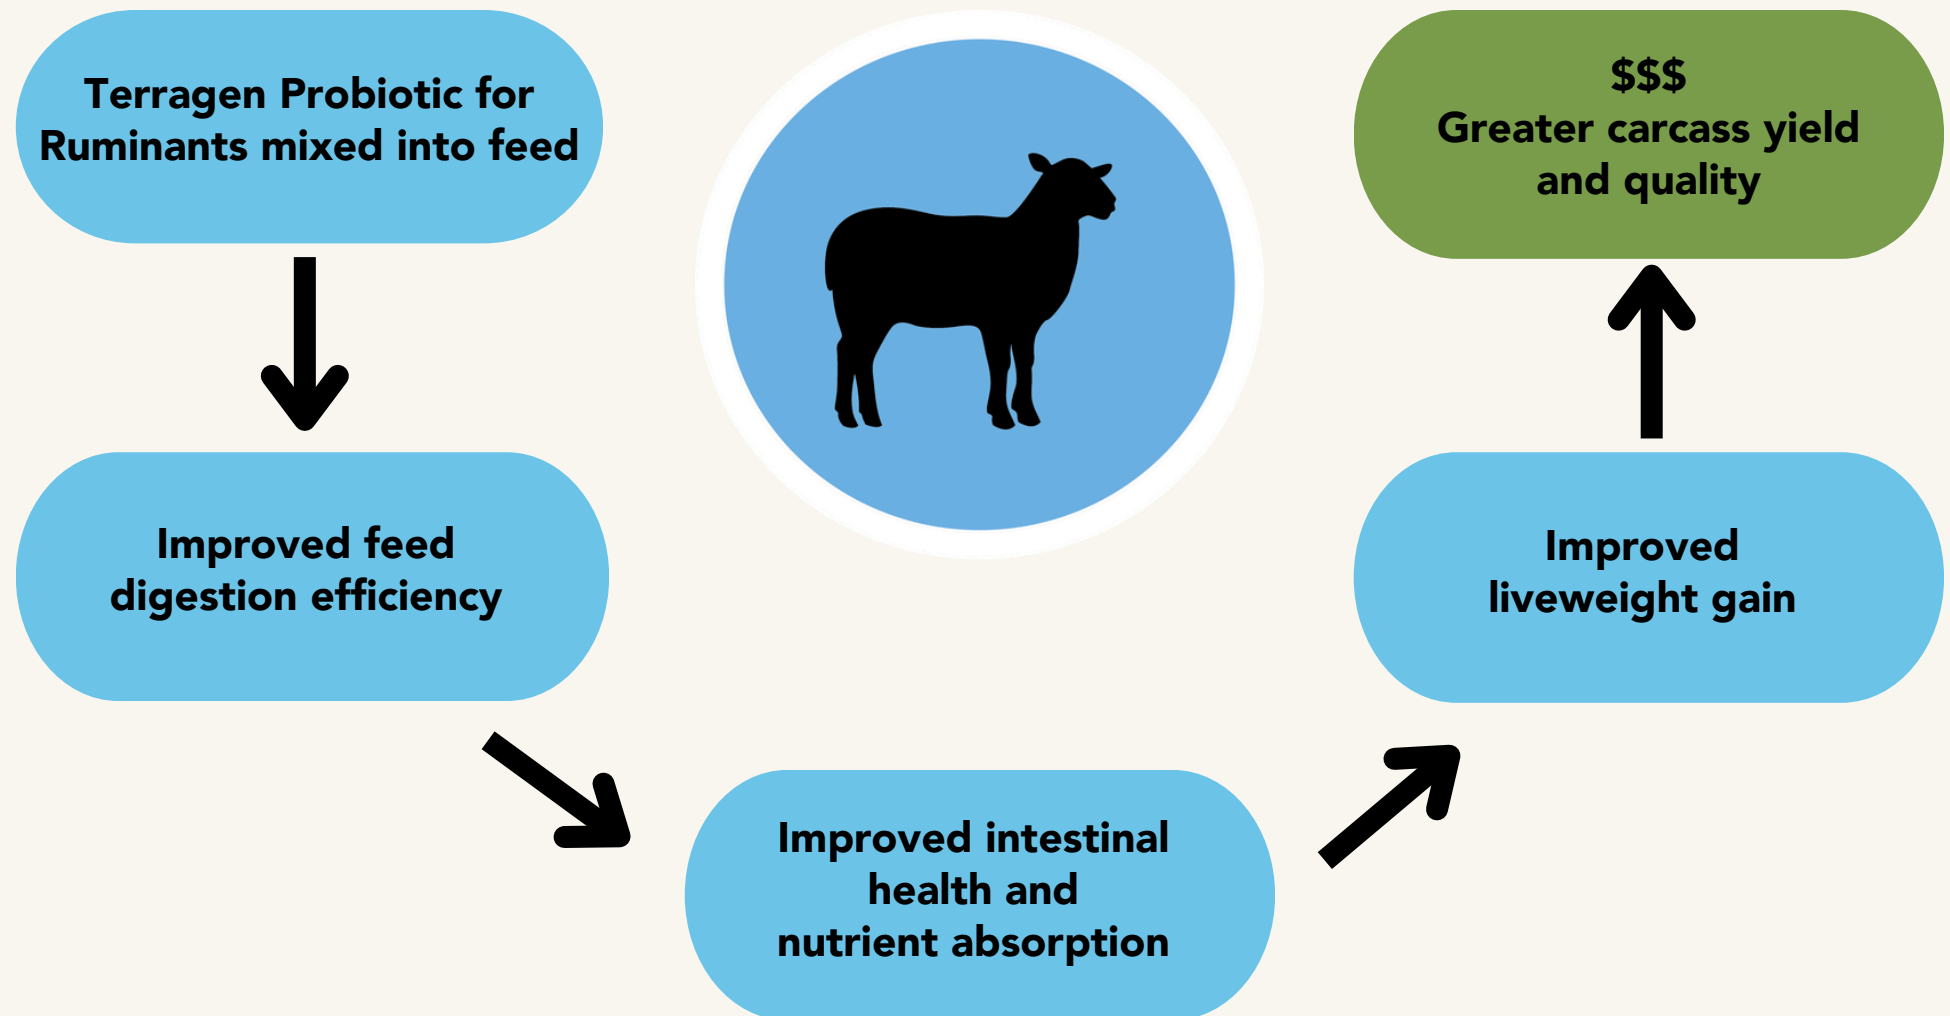 Terragen Probiotic for
Ruminants mixed into feed
Improved feed
digestion efficiency
Improved intestinal
health and
nutrient absorption
Improved
liveweight gain
$$$
Greater carcass yield
and quality